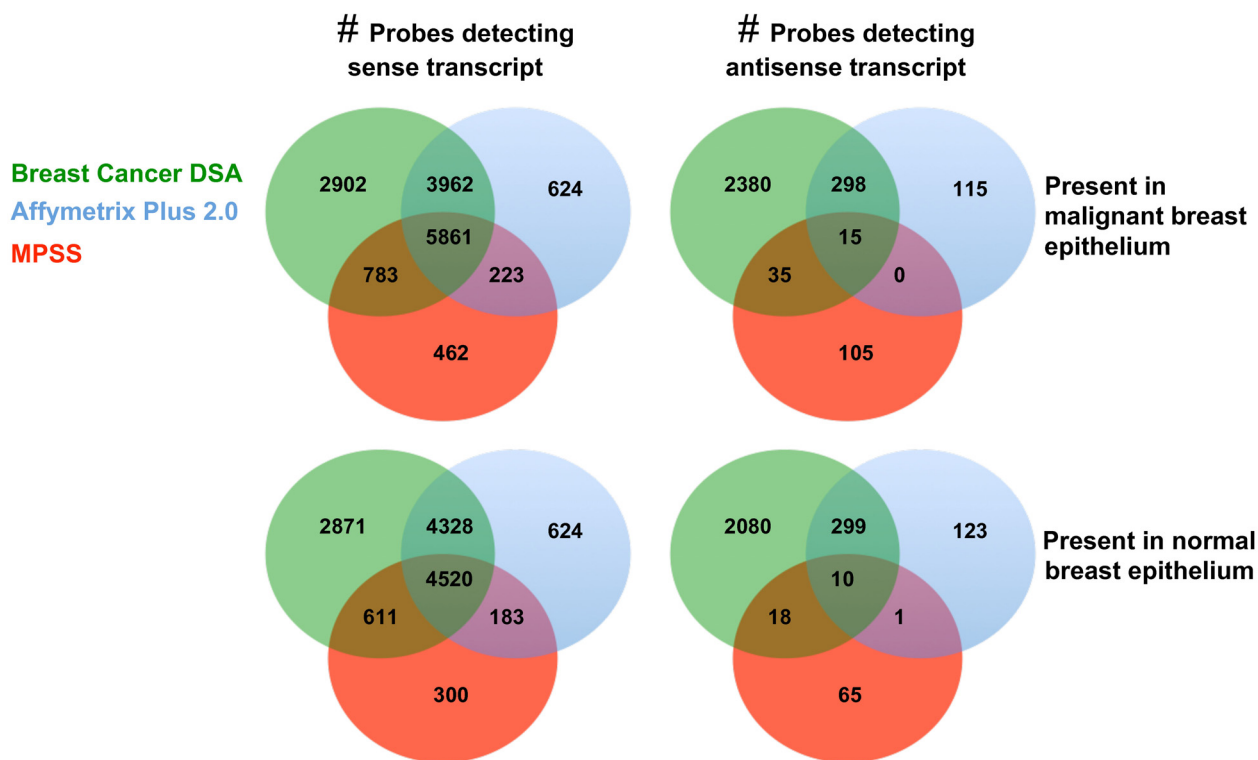 # Probes detecting
sense transcript
# Probes detecting
antisense transcript
Breast Cancer DSA
Affymetrix Plus 2.0
MPSS
2902
3962
624
5861
783
223
462
2380
298
115
15
35
0
105
Present in
malignant breast
epithelium
2871
4328
624
4520
611
183
300
2080
299
123
10
18
1
65
Present in normal
breast epithelium